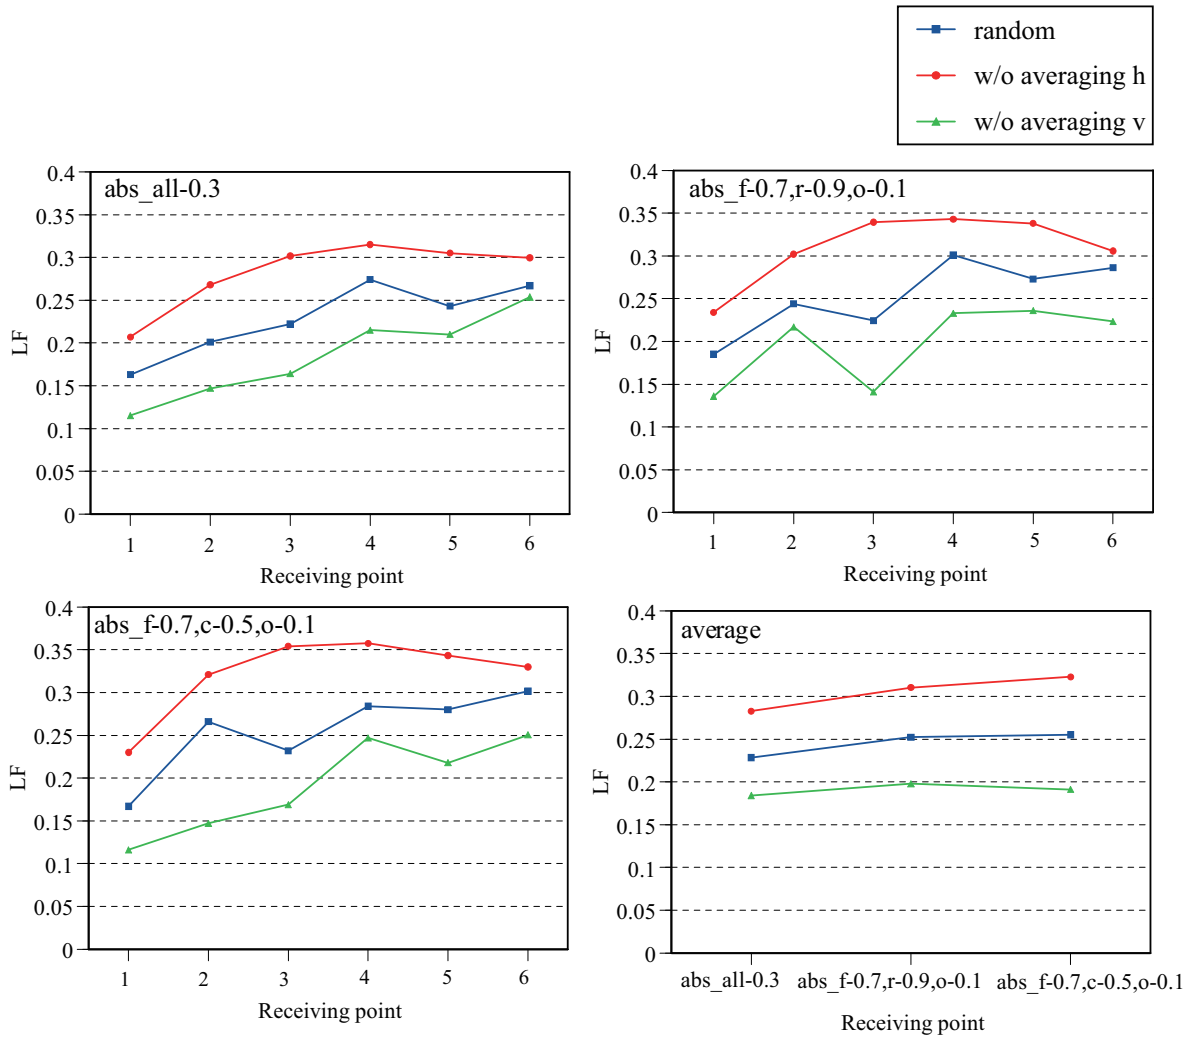 random
w/o averaging h
w/o averaging v
abs_all-0.3
0.4
0.35
0.3
0.25
0.2
0.15
0.1
0.05
0
LF
1 2 3 4 5 6
Receiving point
abs_f-0.7,r-0.9,o-0.1
0.4
0.35
0.3
0.25
0.2
0.15
0.1
0.05
0
LF
1 2 3 4 5 6
Receiving point
abs_f-0.7,c-0.5,o-0.1
0.4
0.35
0.3
0.25
0.2
0.15
0.1
0.05
0
LF
1 2 3 4 5 6
Receiving point
average
0.4
0.35
0.3
0.25
0.2
0.15
0.1
0.05
0
LF
abs_all-0.3 abs_f-0.7,r-0.9,o-0.1 abs_f-0.7,c-0.5,o-0.1
Receiving point